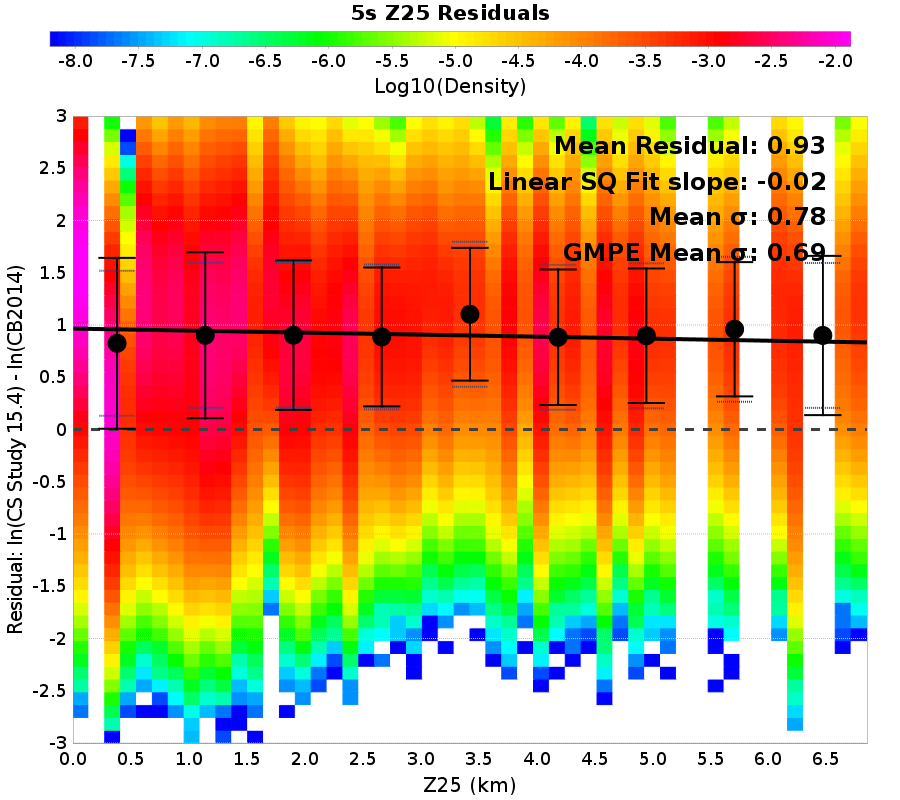 5s Z25 Residuals
-8.0 -7.5 -7.0 -6.5 -6.0 -5.5 -5.0 -4.5 -4.0 -3.5 -3.0 -2.5 -2.0
Log10(Density)
Mean Residual: 0.93
Linear SQ Fit slope: -0.02
Mean σ: 0.78
GMPE Mean σ: 0.69
Residual: ln(CS Study 15.4) - ln(CB2014)
3
2.5
2
1.5
1
0.5
0
-0.5
-1
-1.5
-2
-2.5
-3
0.0 0.5 1.0 1.5 2.0 2.5 3.0 3.5 4.0 4.5 5.0 5.5 6.0 6.5
Z25 (km)